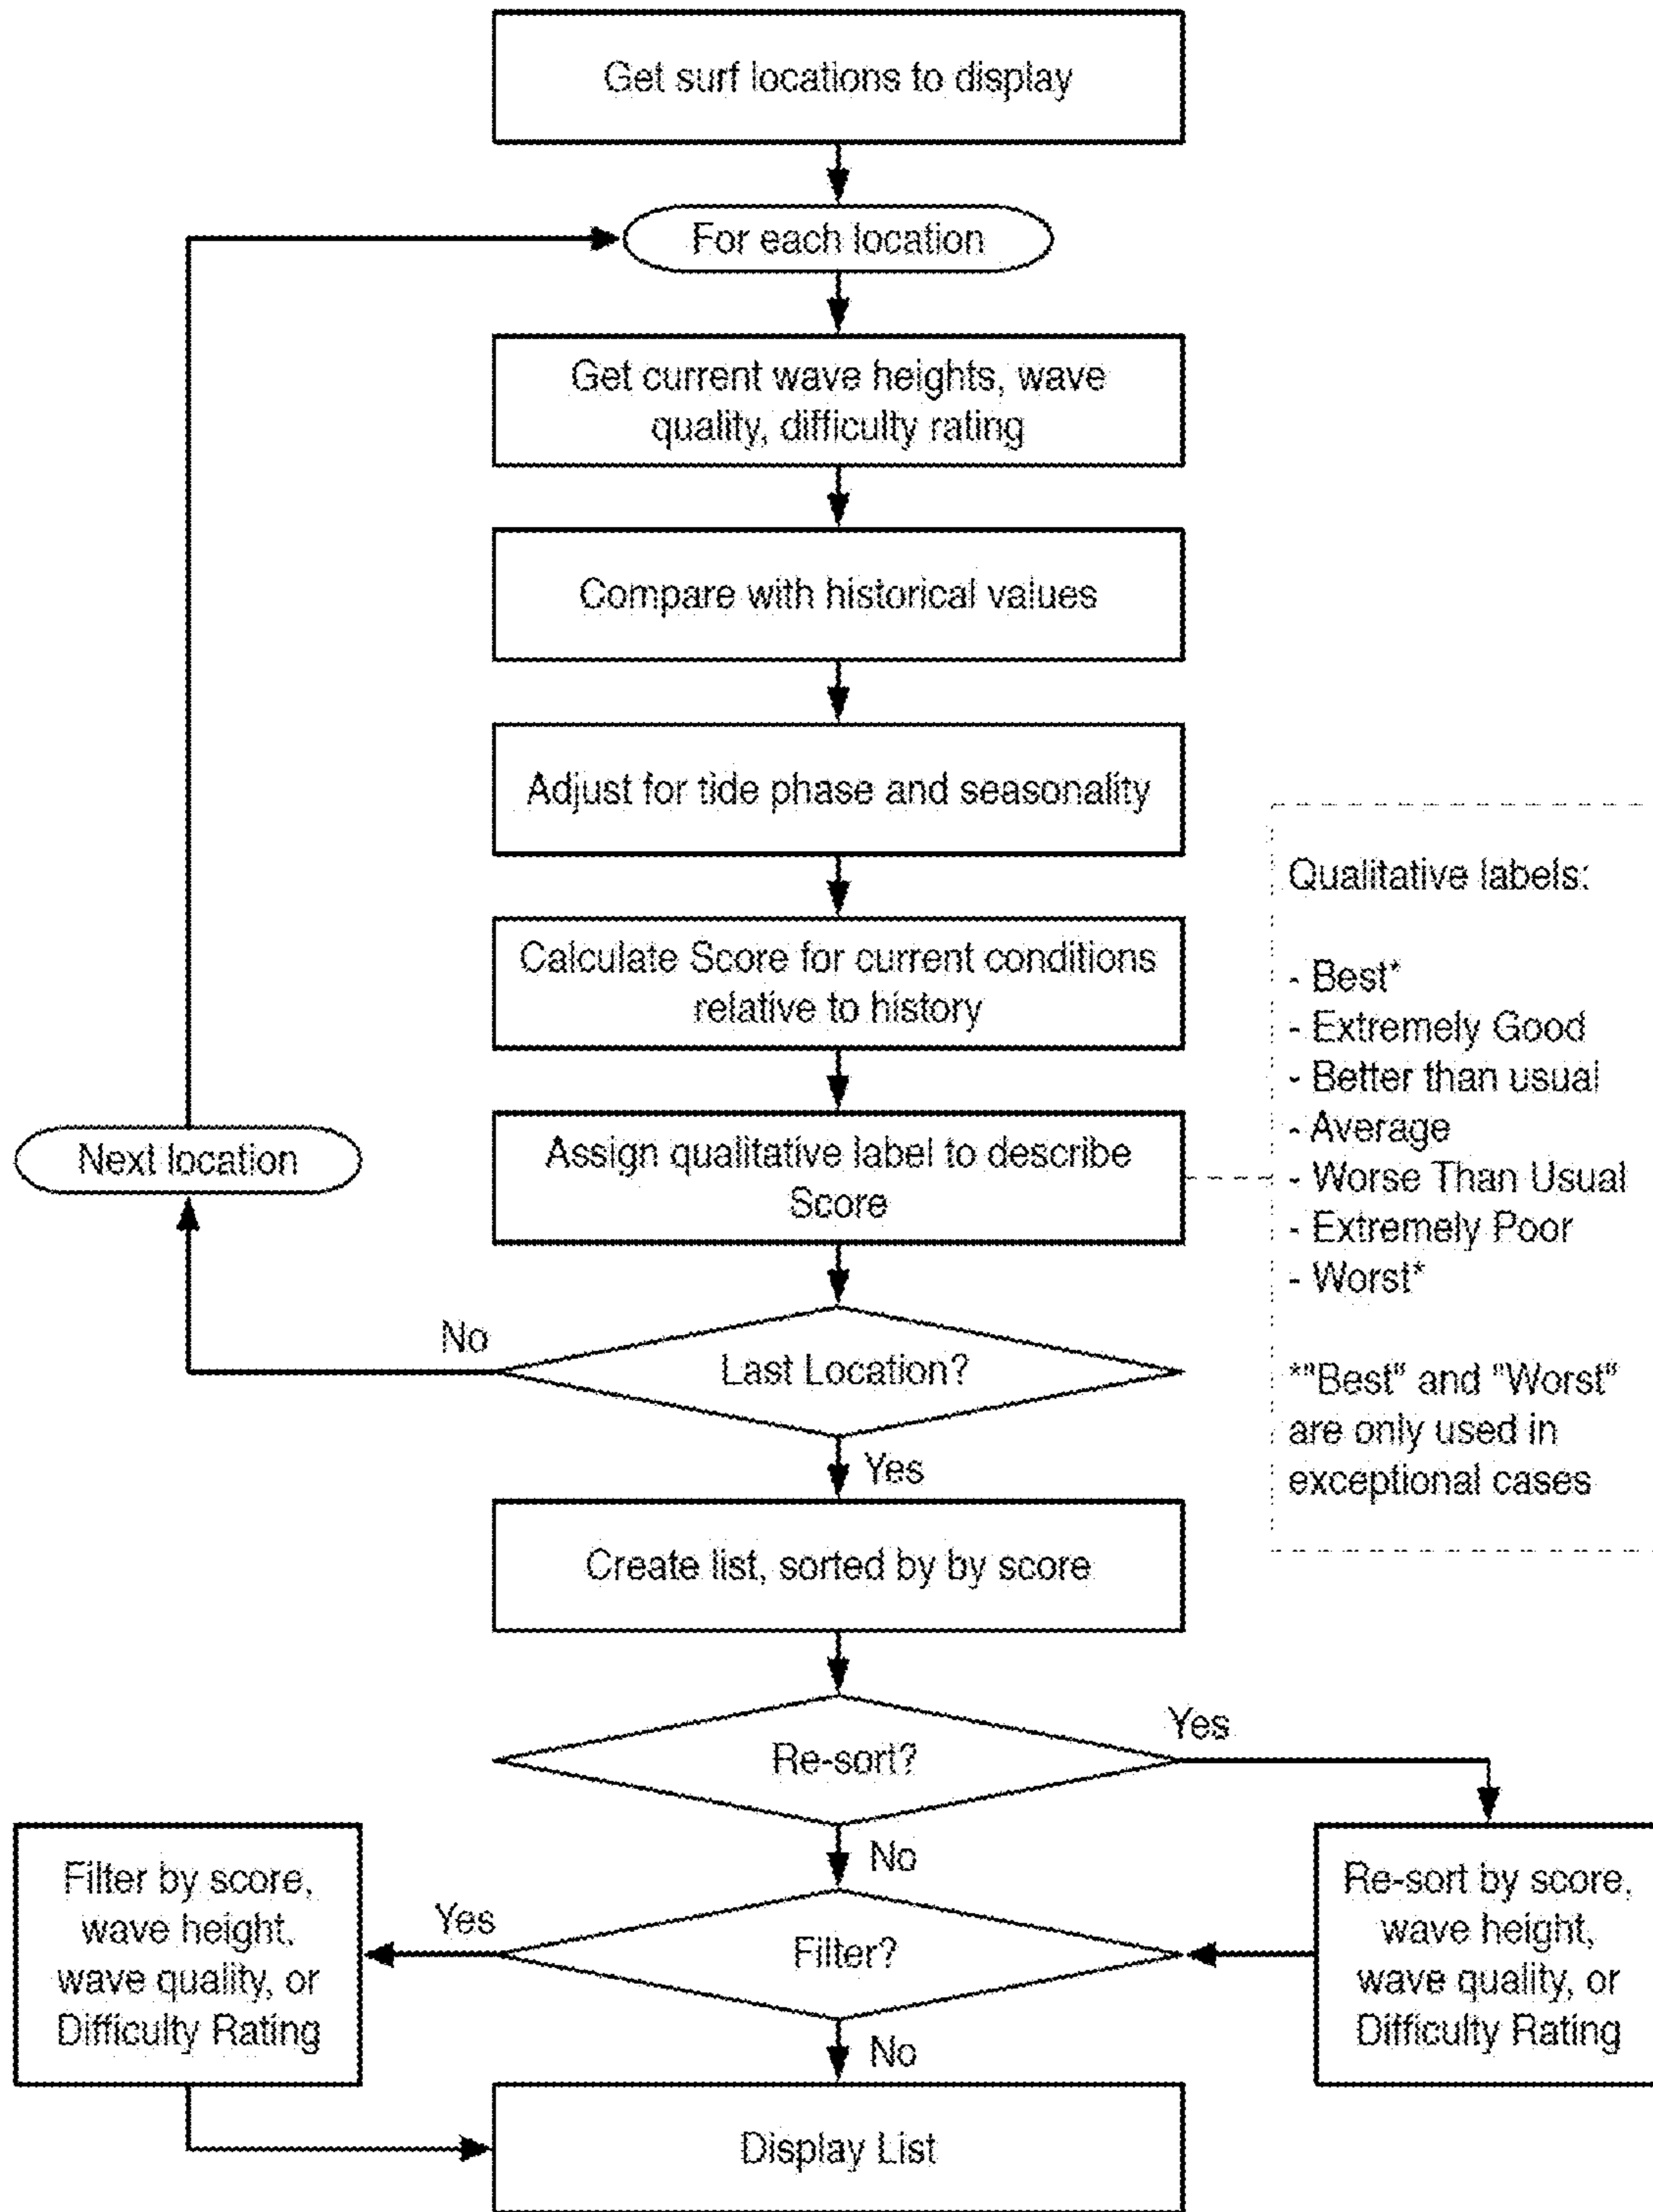 Get surf locations to display
For each location
Get current wave heights, wave
quality, difficulty rating
Compare with historical values
Adjust for tide phase and seasonality
Calculate Score for current conditions
relative to history
Assign qualitative label to describe
Score
Qualitative labels:
- Best*
- Extremely Good
- Better than usual
- Average
- Worse Than Usual
- Extremely Poor
- Worst*
*"Best" and "Worst"
are only used in
exceptional cases
Next location
No
Last Location?
Yes
Create list, sorted by by score
Re-sort?
Yes
No
Re-sort by score,
wave height,
wave quality, or
Difficulty Rating
Filter?
Yes
Filter by score,
wave height,
wave quality, or
Difficulty Rating
No
Display List